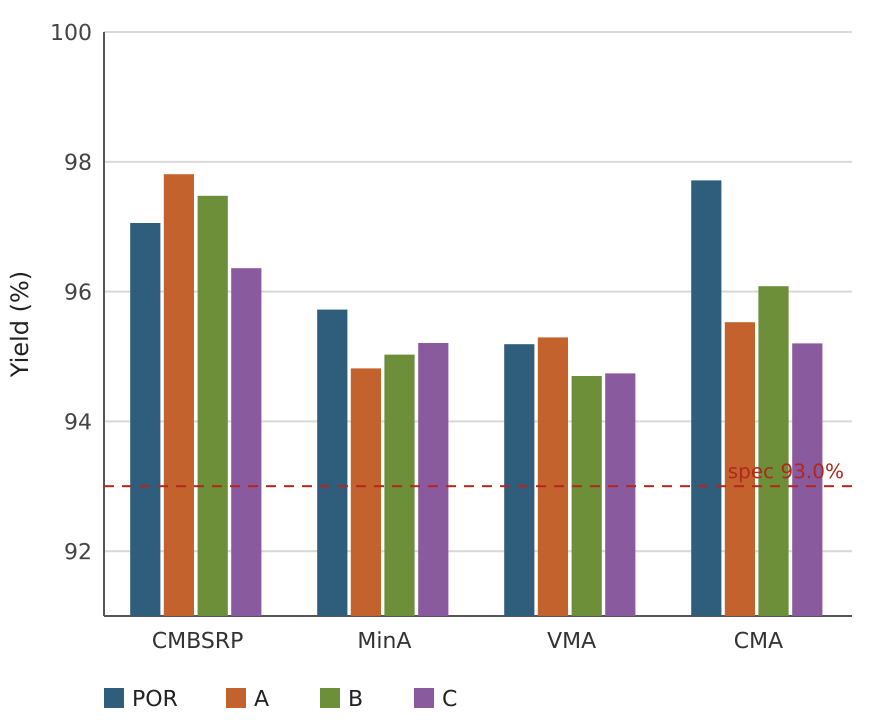 100
98
96
94
92
Yield (%)
spec 93.0%
CMBSRP MinA VMA CMA
POR A B C